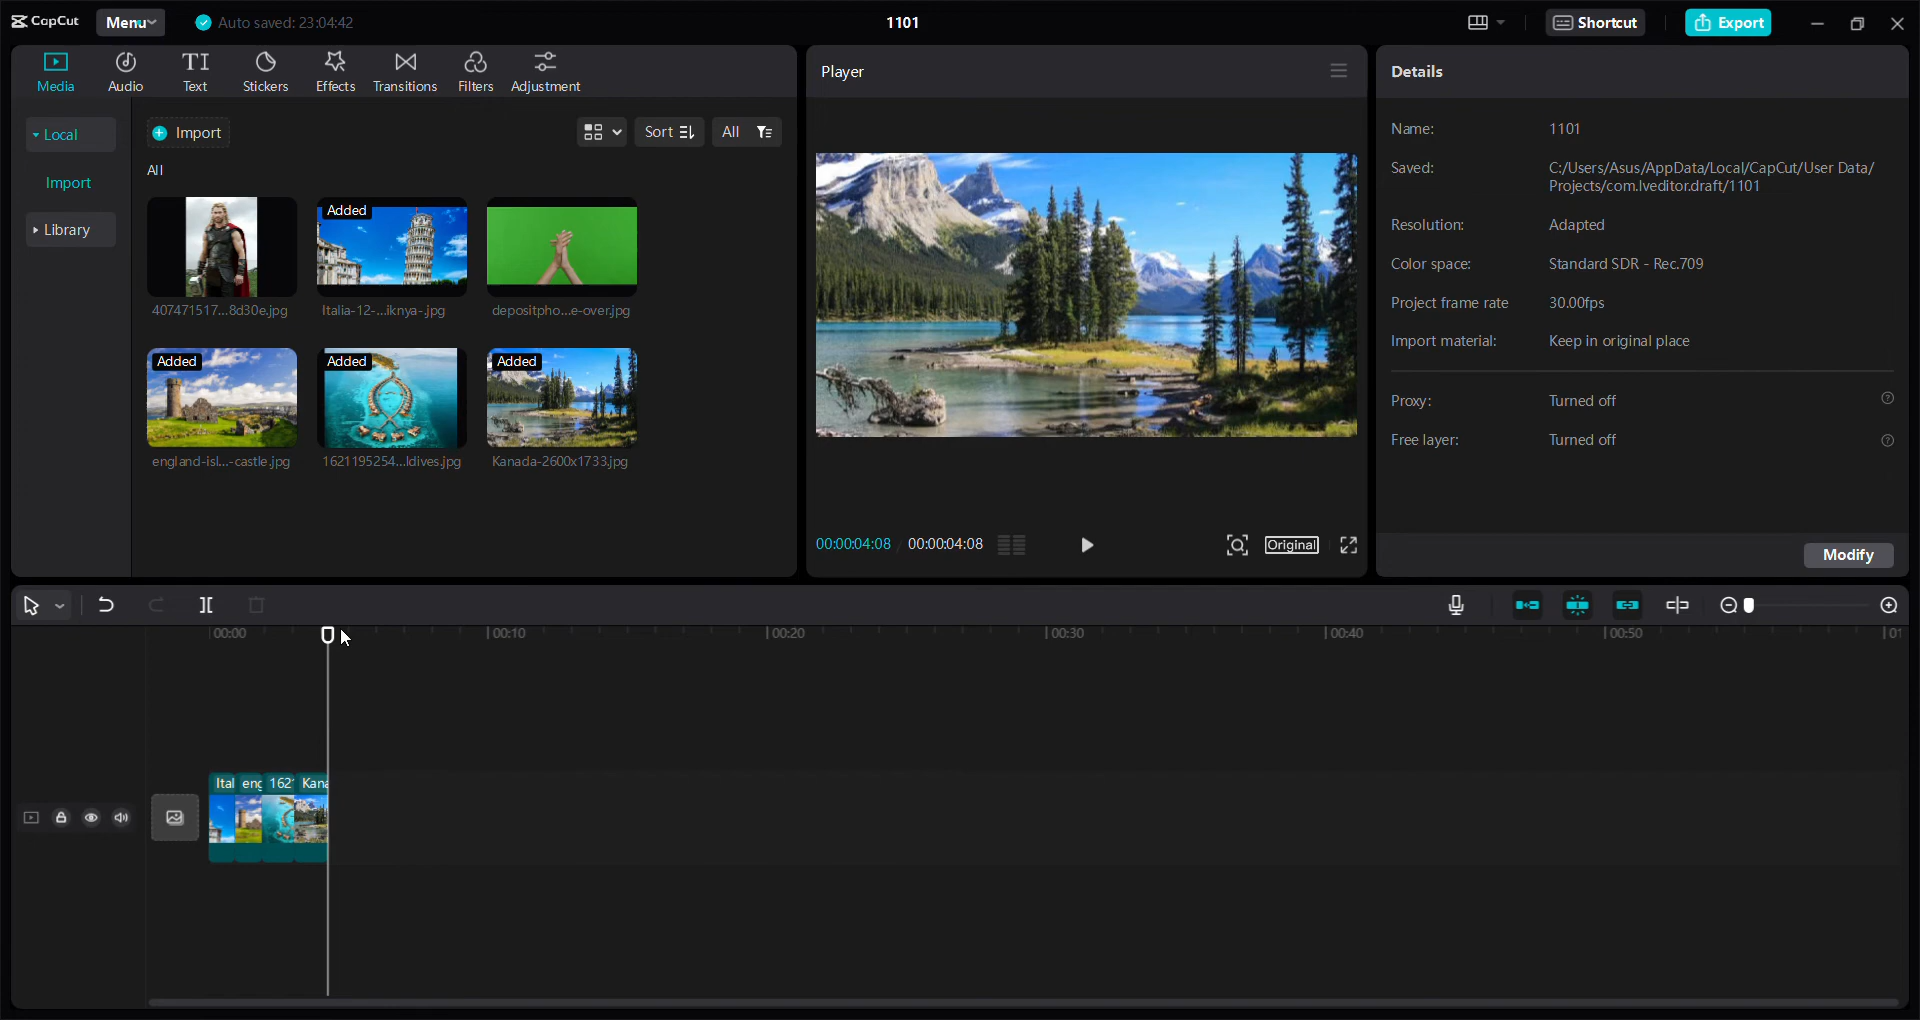 CapCut
Menu
Auto saved: 23:04:42
1101
Shortcut
Export
Media
Audio
TI
Text
Stickers
Effects
Transitions
Filters
Adjustment
Player
Details
Local
Import
Library
Import
Sort
All
All
Added
407471517...8d30e.jpg
Italia-12-...iknya-.jpg
depositpho...e-over.jpg
Added
Added
Added
england-isl...-castle.jpg
1621195254...ldives.jpg
Kanada-2600x1733.jpg
00:00:04:08 / 00:00:04:08
Original
Name: 1101
Saved: C:/Users/Asus/AppData/Local/CapCut/User Data/
Projects/com.lveditor.draft/1101
Resolution: Adapted
Color space: Standard SDR - Rec.709
Project frame rate 30.00fps
Import material: Keep in original place
Proxy: Turned off
Free layer: Turned off
Modify
00:00
00:10
00:20
00:30
00:40
00:50
01
Ital
eng
162
Kana